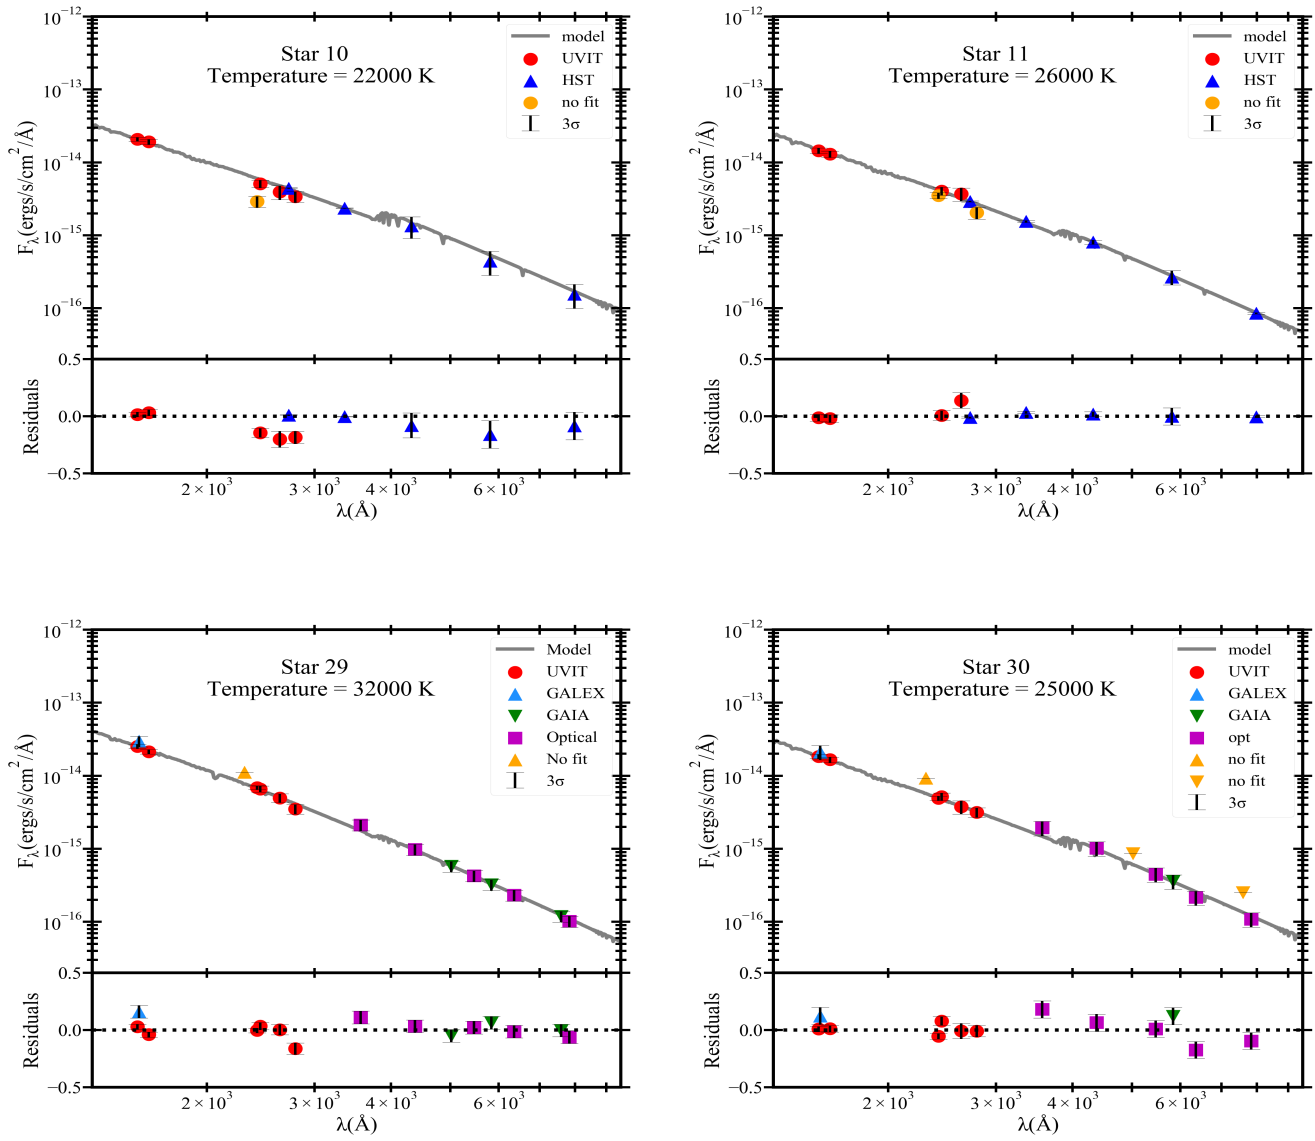 10⁻¹²
10⁻¹³
10⁻¹⁴
10⁻¹⁵
10⁻¹⁶
F_λ(ergs/s/cm²/Å)
Star 10
Temperature = 22000 K
model
UVIT
HST
no fit
3σ
0.5
0.0
−0.5
Residuals
2 × 10³
3 × 10³
4 × 10³
6 × 10³
λ(Å)
10⁻¹²
10⁻¹³
10⁻¹⁴
10⁻¹⁵
10⁻¹⁶
F_λ(ergs/s/cm²/Å)
Star 11
Temperature = 26000 K
model
UVIT
HST
no fit
3σ
0.5
0.0
−0.5
Residuals
2 × 10³
3 × 10³
4 × 10³
6 × 10³
λ(Å)
10⁻¹²
10⁻¹³
10⁻¹⁴
10⁻¹⁵
10⁻¹⁶
F_λ(ergs/s/cm²/Å)
Star 29
Temperature = 32000 K
Model
UVIT
GALEX
GAIA
Optical
No fit
3σ
0.5
0.0
−0.5
Residuals
2 × 10³
3 × 10³
4 × 10³
6 × 10³
λ(Å)
10⁻¹²
10⁻¹³
10⁻¹⁴
10⁻¹⁵
10⁻¹⁶
F_λ(ergs/s/cm²/Å)
Star 30
Temperature = 25000 K
model
UVIT
GALEX
GAIA
opt
no fit
no fit
3σ
0.5
0.0
−0.5
Residuals
2 × 10³
3 × 10³
4 × 10³
6 × 10³
λ(Å)